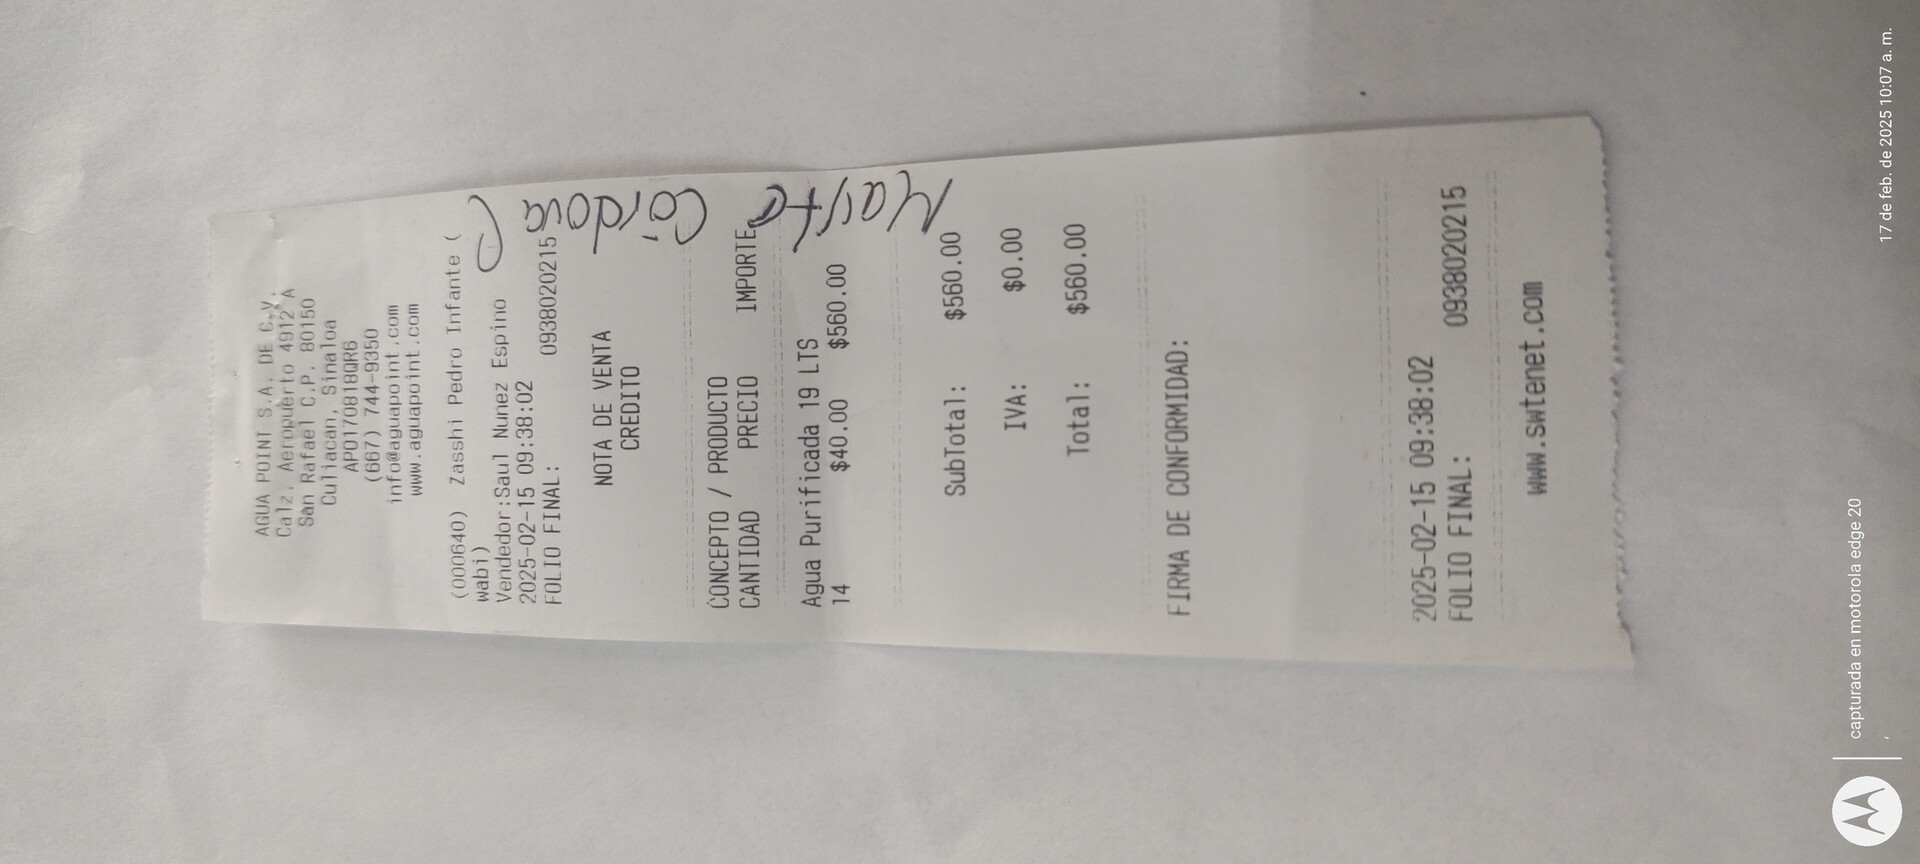 AGUA POINT S.A. DE C.V.
Calz. Aeropuerto 4912 A
San Rafael C.P. 80150
Culiacan, Sinaloa
APO170818QR6
(667) 744-9350
info@aguapoint.com
www.aguapoint.com
(000640) Zasshi Pedro Infante (
wabi)
Vendedor:Saul Nunez Espino
2025-02-15 09:38:02
FOLIO FINAL: 0938020215
NOTA DE VENTA
CREDITO
CONCEPTO / PRODUCTO
CANTIDAD PRECIO IMPORTE
Agua Purificada 19 LTS
14 $40.00 $560.00
SubTotal: $560.00
IVA: $0.00
Total: $560.00
FIRMA DE CONFORMIDAD:
2025-02-15 09:38:02
FOLIO FINAL: 0938020215
www.swtenet.com
Córdova
capturada en motorola edge 20
17 de feb. de 2025 10:07 a. m.